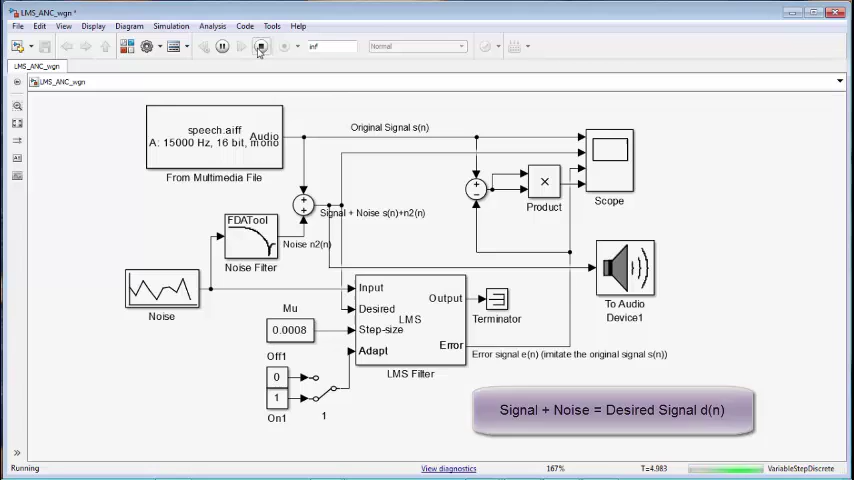 LMS_ANC_wgn *
File Edit View Display Diagram Simulation Analysis Code Tools Help
inf
Normal
LMS_ANC_wgn
LMS_ANC_wgn
speech.aiff
A: 15000 Hz, 16 bit, mono
Audio
From Multimedia File
Original Signal s(n)
Scope
Product
Signal + Noise s(n)+n2(n)
FDATool
Noise n2(n)
Noise Filter
To Audio
Device1
Noise
Input
Desired
Step-size
Adapt
LMS
Output
Error
LMS Filter
Terminator
Mu
0.0008
Off1
0
1
On1
1
Error signal e(n) (imitate the original signal s(n))
Signal + Noise = Desired Signal d(n)
Running
View diagnostics
167%
T=4.983
VariableStepDiscrete